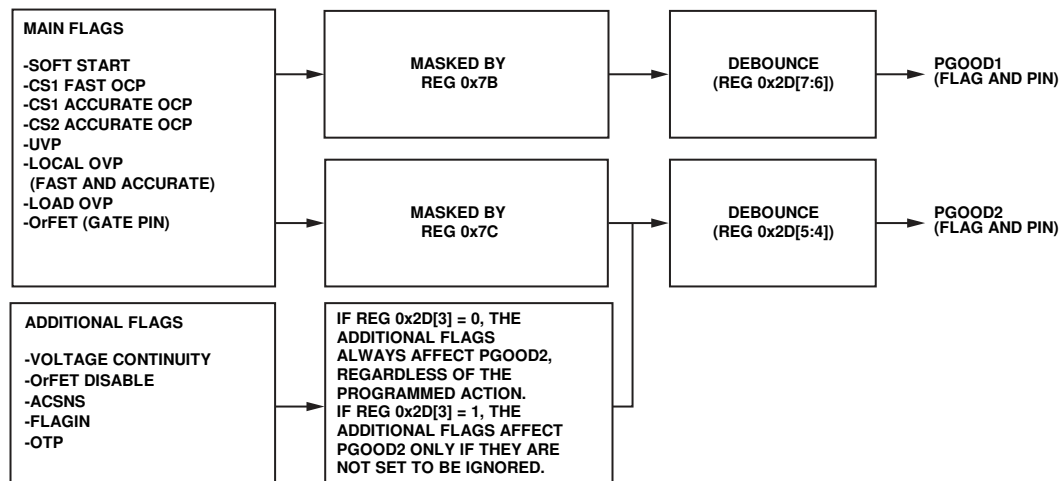 MAIN FLAGS
-SOFT START
-CS1 FAST OCP
-CS1 ACCURATE OCP
-CS2 ACCURATE OCP
-UVP
-LOCAL OVP
(FAST AND ACCURATE)
-LOAD OVP
-OrFET (GATE PIN)
MASKED BY
REG 0x7B
DEBOUNCE
(REG 0x2D[7:6])
PGOOD1
(FLAG AND PIN)
MASKED BY
REG 0x7C
DEBOUNCE
(REG 0x2D[5:4])
PGOOD2
(FLAG AND PIN)
ADDITIONAL FLAGS
-VOLTAGE CONTINUITY
-OrFET DISABLE
-ACSNS
-FLAGIN
-OTP
IF REG 0x2D[3] = 0, THE
ADDITIONAL FLAGS
ALWAYS AFFECT PGOOD2,
REGARDLESS OF THE
PROGRAMMED ACTION.
IF REG 0x2D[3] = 1, THE
ADDITIONAL FLAGS AFFECT
PGOOD2 ONLY IF THEY ARE
NOT SET TO BE IGNORED.